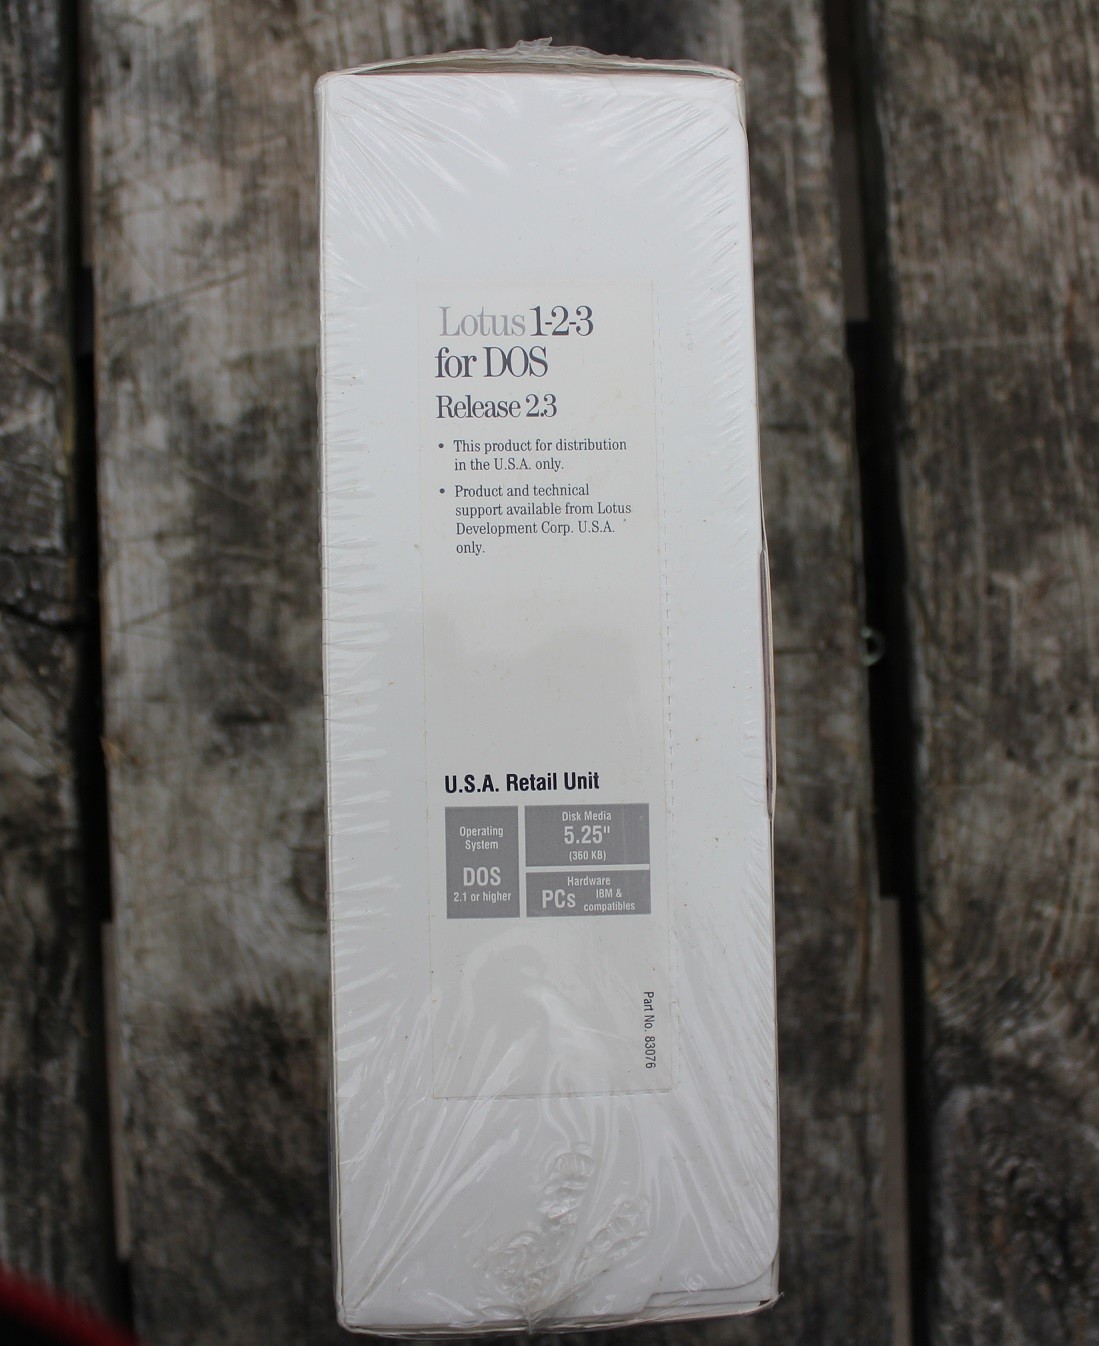 Lotus 1-2-3
for DOS
Release 2.3
• This product for distribution
in the U.S.A. only.
• Product and technical
support available from Lotus
Development Corp. U.S.A.
only.
U.S.A. Retail Unit
Operating
System
DOS
2.1 or higher
Disk Media
5.25"
(360 KB)
Hardware
PCs IBM &
compatibles
Part No. 83076